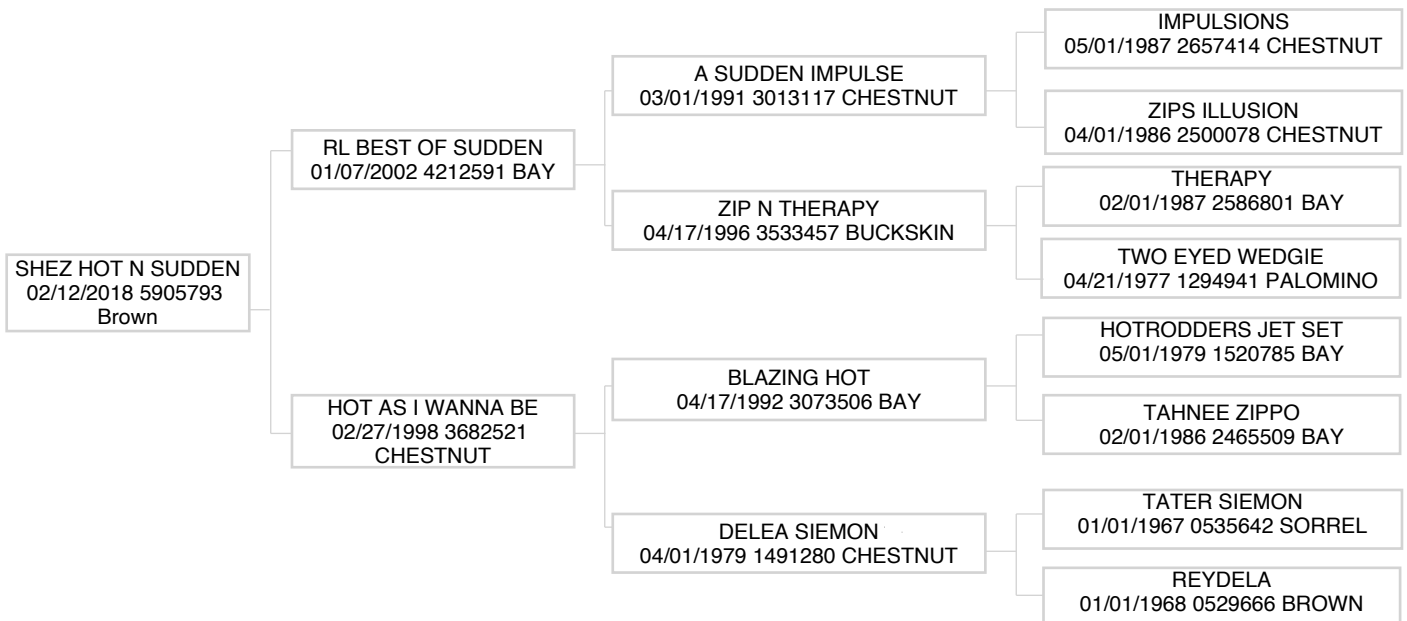 IMPULSIONS
05/01/1987 2657414 CHESTNUT
A SUDDEN IMPULSE
03/01/1991 3013117 CHESTNUT
ZIPS ILLUSION
04/01/1986 2500078 CHESTNUT
RL BEST OF SUDDEN
01/07/2002 4212591 BAY
THERAPY
02/01/1987 2586801 BAY
ZIP N THERAPY
04/17/1996 3533457 BUCKSKIN
TWO EYED WEDGIE
04/21/1977 1294941 PALOMINO
SHEZ HOT N SUDDEN
02/12/2018 5905793
Brown
HOTRODDERS JET SET
05/01/1979 1520785 BAY
BLAZING HOT
04/17/1992 3073506 BAY
TAHNEE ZIPPO
02/01/1986 2465509 BAY
HOT AS I WANNA BE
02/27/1998 3682521
CHESTNUT
TATER SIEMON
01/01/1967 0535642 SORREL
DELEA SIEMON
04/01/1979 1491280 CHESTNUT
REYDELA
01/01/1968 0529666 BROWN